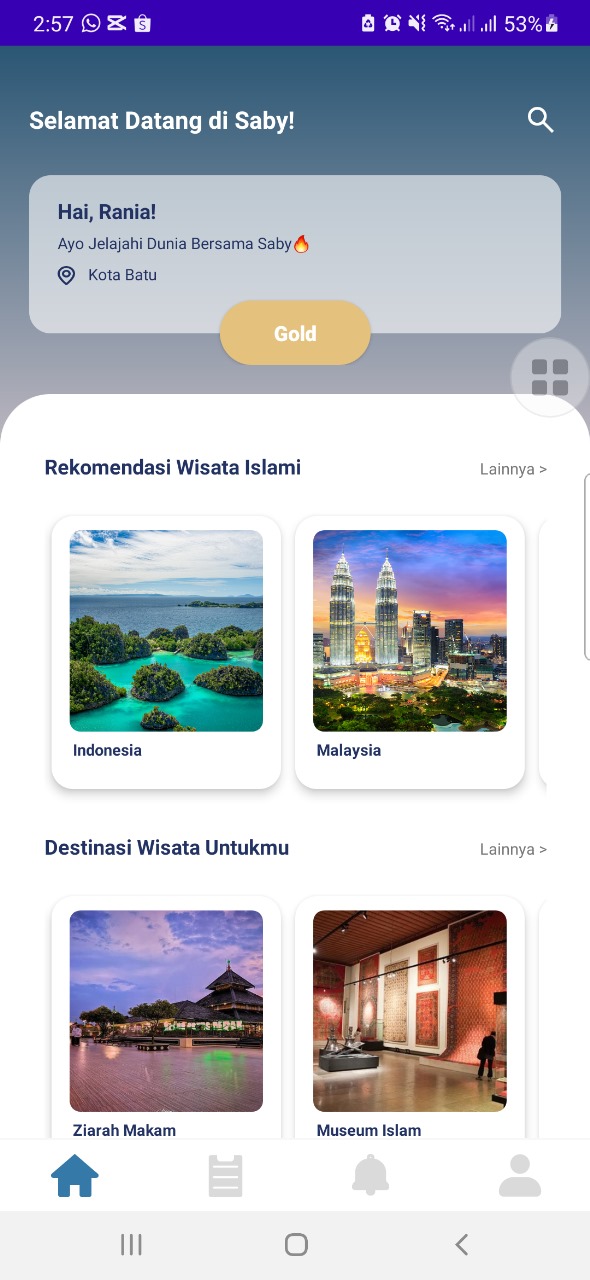 2:57
53%
Selamat Datang di Saby!
Hai, Rania!
Ayo Jelajahi Dunia Bersama Saby🔥
Kota Batu
Gold
Rekomendasi Wisata Islami
Lainnya >
Indonesia
Malaysia
Destinasi Wisata Untukmu
Lainnya >
Ziarah Makam
Museum Islam